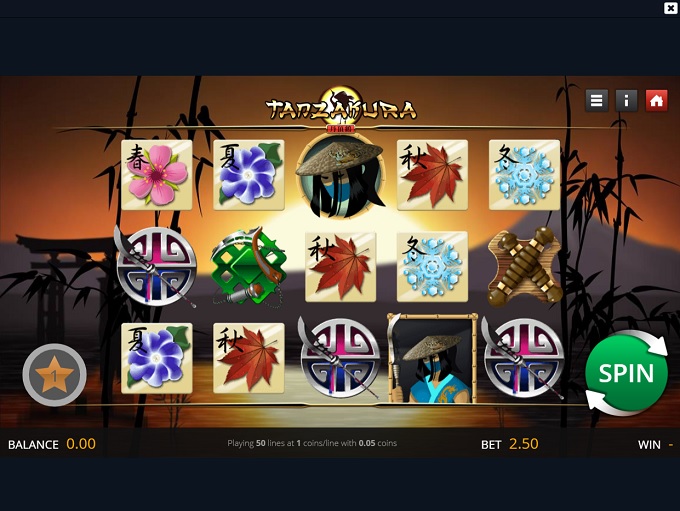 TANZAKURA
春
夏
秋
冬
秋
冬
夏
秋
1
SPIN
BALANCE 0.00
Playing 50 lines at 1 coins/line with 0.05 coins
BET 2.50
WIN -